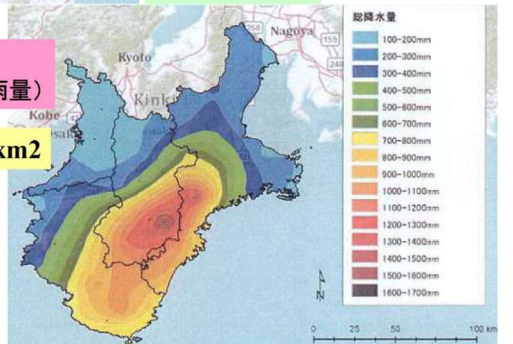 雨量）
km2
Kyoto
Nagoya
Kobe
Kinki
155
総降水量
100-200mm
200-300mm
300-400mm
400-500mm
500-600mm
600-700mm
700-800mm
800-900mm
900-1000mm
1000-1100mm
1100-1200mm
1200-1300mm
1300-1400mm
1400-1500mm
1500-1600mm
1600-1700mm
N
0 25 50 100 km